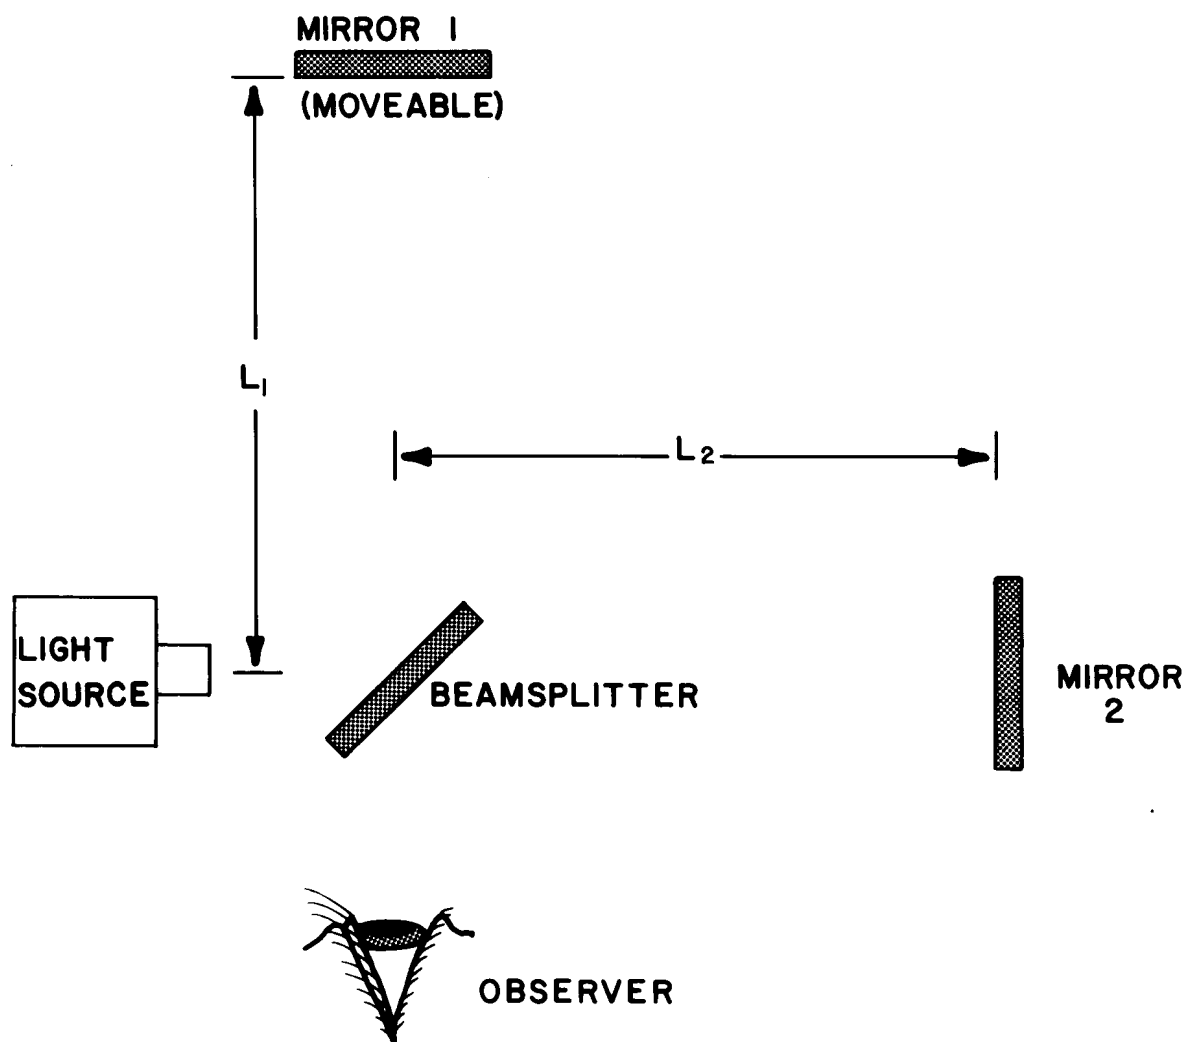 MIRROR 1
(MOVEABLE)
L1
L2
LIGHT
SOURCE
BEAMSPLITTER
MIRROR
2
OBSERVER